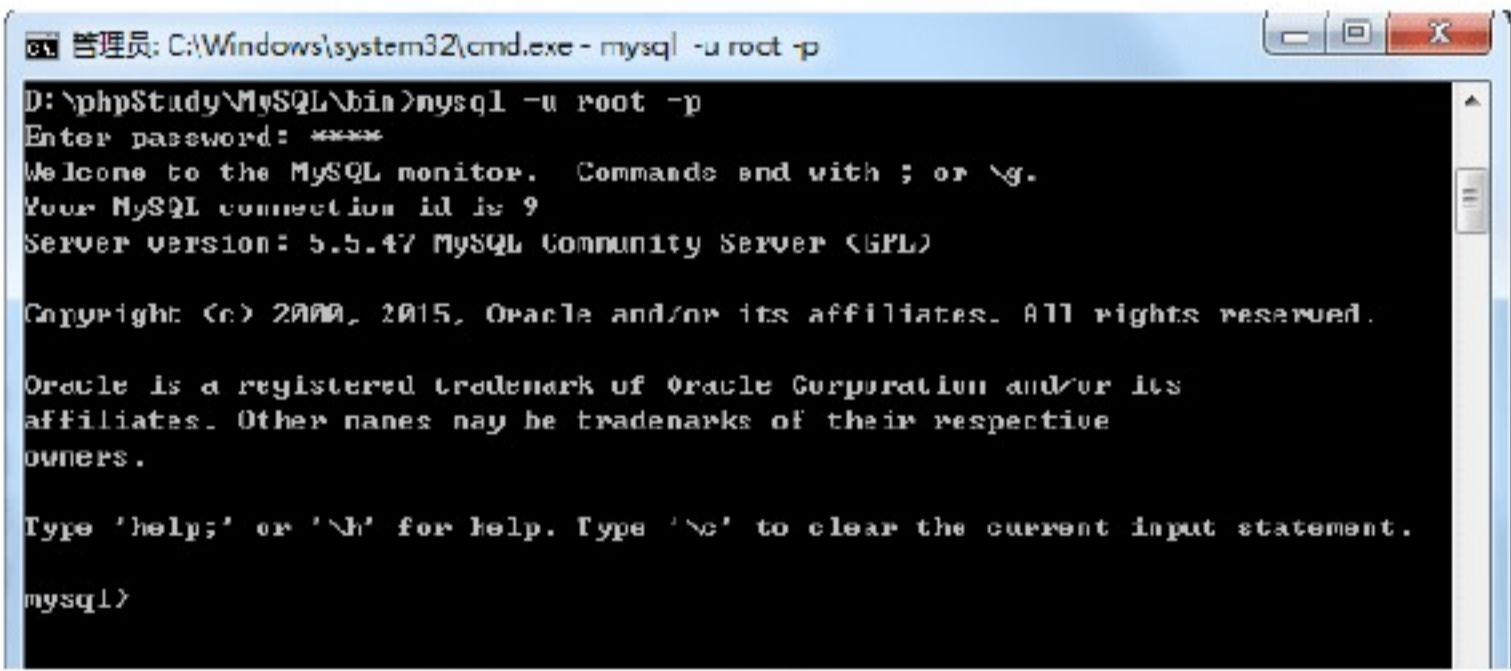 管理员: C:\Windows\system32\cmd.exe - mysql -u root -p
D:\phpStudy\MySQL\bin>mysql -u root -p
Enter password: ****
Welcome to the MySQL monitor.  Commands end with ; or \g.
Your MySQL connection id is 9
Server version: 5.5.47 MySQL Community Server (GPL)
Copyright (c) 2000, 2015, Oracle and/or its affiliates. All rights reserved.
Oracle is a registered trademark of Oracle Corporation and/or its
affiliates. Other names may be trademarks of their respective
owners.
Type 'help;' or '\h' for help. Type '\c' to clear the current input statement.
mysql>